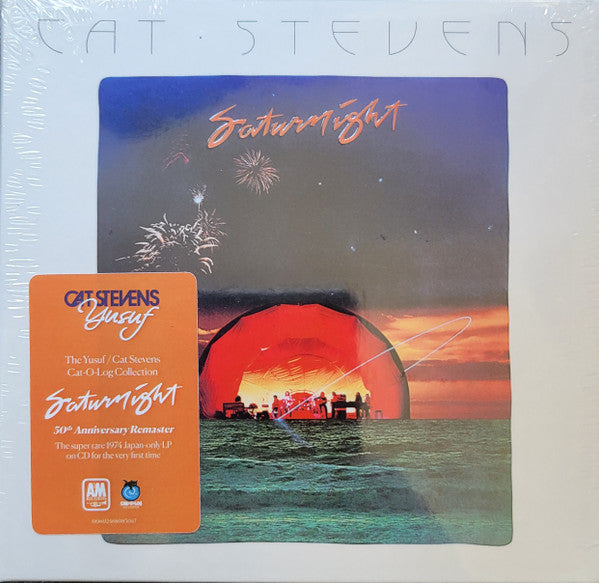 CAT · STEVENS
Saturnight
CAT STEVENS
Yusuf
The Yusuf / Cat Stevens
Cat-O-Log Collection
Saturnight
50th Anniversary Remaster
The super rare 1974 Japan-only LP
on CD for the very first time
AM